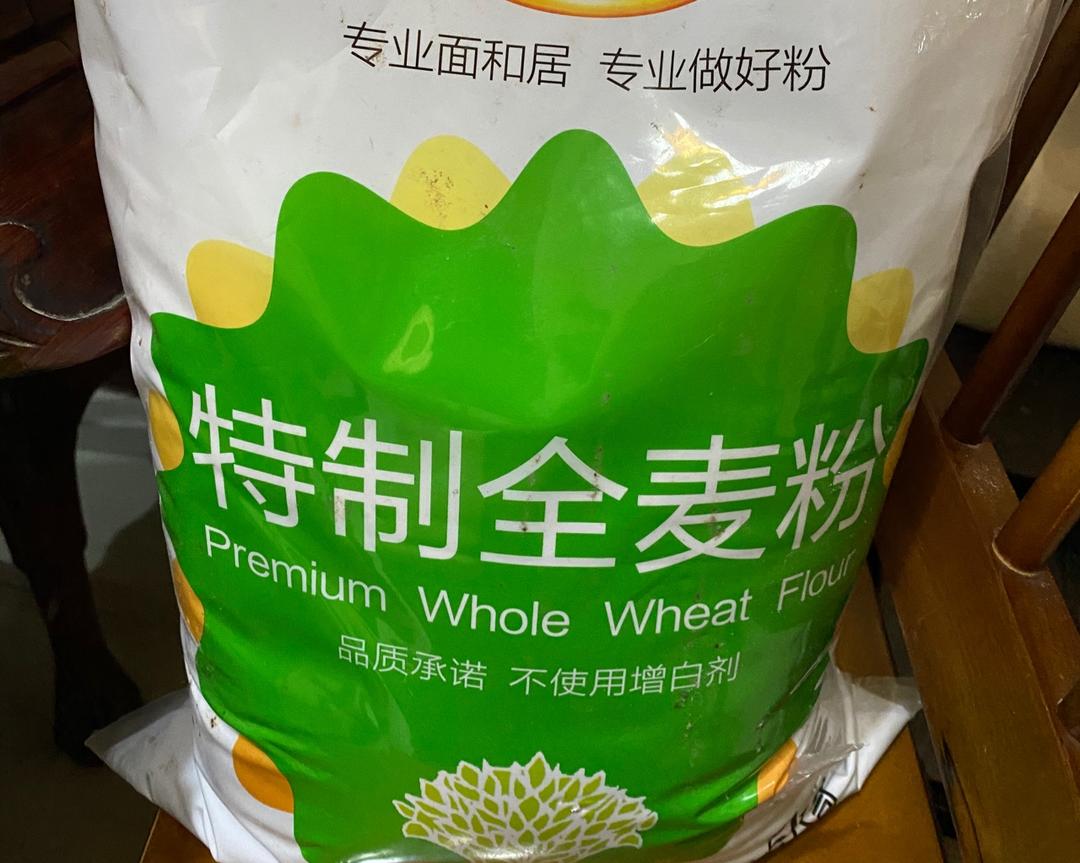 专业面和居 专业做好粉
特制全麦粉
Premium Whole Wheat Flour
品质承诺 不使用增白剂